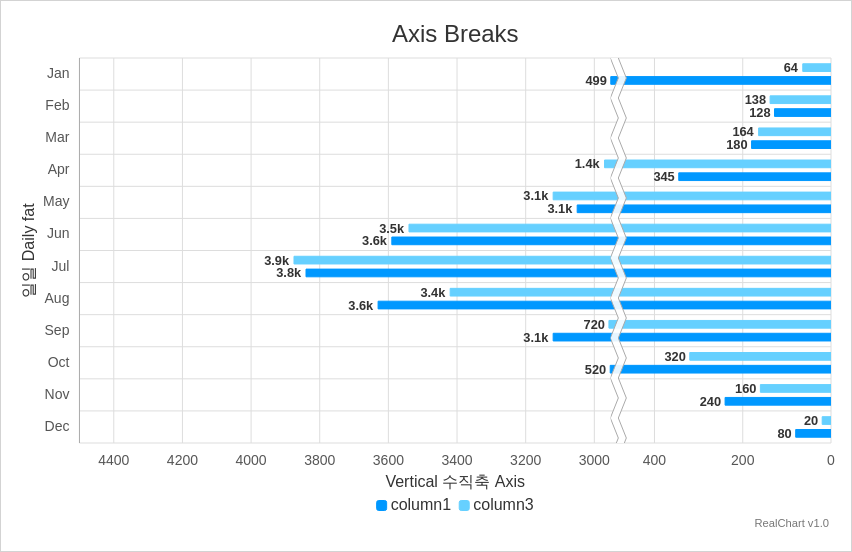 Axis Breaks
일일 Daily fat
Jan
64
499
Feb
138
128
Mar
164
180
Apr
1.4k
345
May
3.1k
3.1k
Jun
3.5k
3.6k
Jul
3.9k
3.8k
Aug
3.4k
3.6k
Sep
720
3.1k
Oct
320
520
Nov
160
240
Dec
20
80
4400 4200 4000 3800 3600 3400 3200 3000 400 200 0
Vertical 수직축 Axis
column1 column3
RealChart v1.0